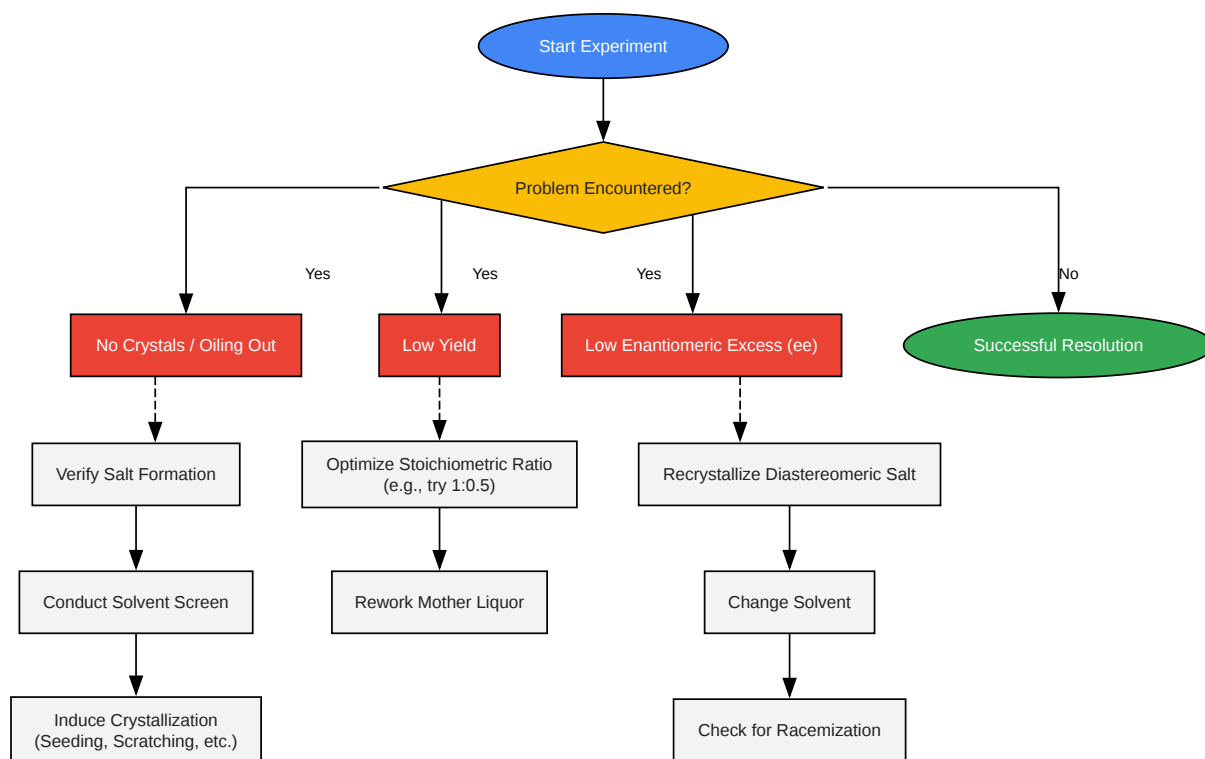 Start Experiment
Problem Encountered?
Yes
Yes
Yes
No
No Crystals / Oiling Out
Low Yield
Low Enantiomeric Excess (ee)
Successful Resolution
Verify Salt Formation
Optimize Stoichiometric Ratio
(e.g., try 1:0.5)
Recrystallize Diastereomeric Salt
Conduct Solvent Screen
Rework Mother Liquor
Change Solvent
Induce Crystallization
(Seeding, Scratching, etc.)
Check for Racemization